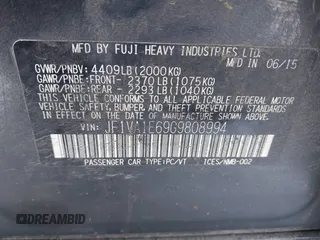 MFD BY FUJI HEAVY INDUSTRIES LTD.
GVWR/PNBV: 4409LB(2000KG) MFD IN 06/15
GAWR/PNBE:FRONT- 2370LB(1075KG)
GAWR/PNBE:REAR - 2293LB(1040KG)
THIS VEHICLE CONFORMS TO ALL APPLICABLE
FEDERAL MOTOR VEHICLE SAFETY, BUMPER,
AND THEFT PREVENTION STANDARDS IN EFFECT
ON THE DATE OF MANUFACTURE SHOWN ABOVE.
VIN: JF1VA1E69G9808994
PASSENGER CAR TYPE:PC/VT ICES/NMB-002
DREAMBID